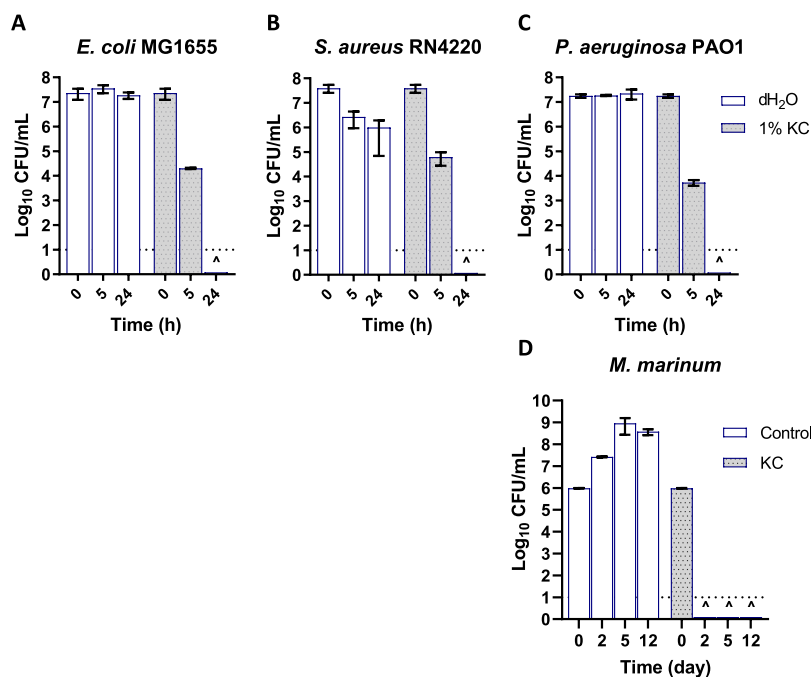 A
E. coli MG1655
Log10 CFU/mL
8
7
6
5
4
3
2
1
0
^
0 5 24 0 5 24
Time (h)
B
S. aureus RN4220
Log10 CFU/mL
8
7
6
5
4
3
2
1
0
^
0 5 24 0 5 24
Time (h)
C
P. aeruginosa PAO1
Log10 CFU/mL
8
7
6
5
4
3
2
1
0
^
0 5 24 0 5 24
Time (h)
dH2O
1% KC
D
M. marinum
Log10 CFU/mL
10
9
8
7
6
5
4
3
2
1
0
^ ^ ^
0 2 5 12 0 2 5 12
Time (day)
Control
KC